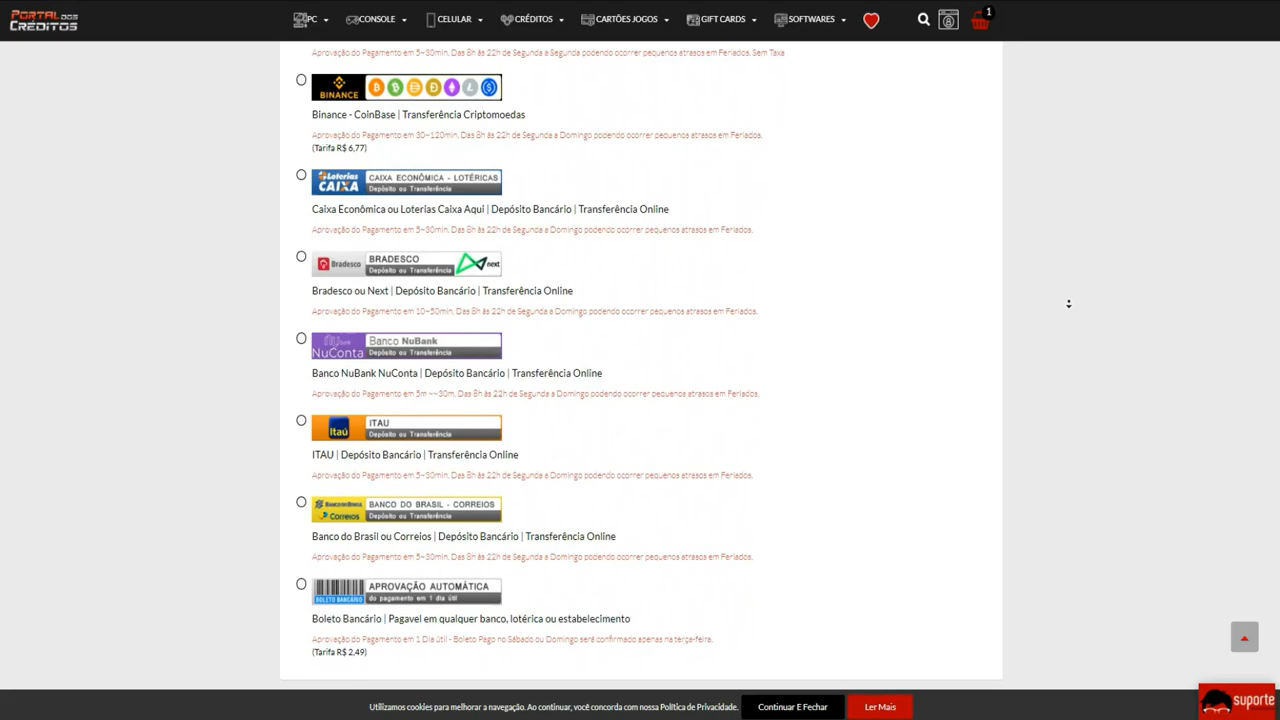 PORTAL DOS CRÉDITOS
PC
CONSOLE
CELULAR
CRÉDITOS
CARTÕES JOGOS
GIFT CARDS
SOFTWARES
1
Aprovação do Pagamento em 5~30min. Das 8h às 22h de Segunda a Segunda podendo ocorrer pequenos atrasos em Feriados. Sem Taxa
BINANCE
Binance - CoinBase | Transferência Criptomoedas
Aprovação do Pagamento em 30~120min. Das 8h às 22h de Segunda a Domingo podendo ocorrer pequenos atrasos em Feriados.
(Tarifa R$ 6,77)
Loterias CAIXA
CAIXA ECONÔMICA - LOTÉRICAS
Depósito ou Transferência
Caixa Econômica ou Loterias Caixa Aqui | Depósito Bancário | Transferência Online
Aprovação do Pagamento em 5~30min. Das 8h às 22h de Segunda a Domingo podendo ocorrer pequenos atrasos em Feriados.
Bradesco
BRADESCO
Depósito ou Transferência
next
Bradesco ou Next | Depósito Bancário | Transferência Online
Aprovação do Pagamento em 10~50min. Das 8h às 22h de Segunda a Domingo podendo ocorrer pequenos atrasos em Feriados.
NuConta
Banco NuBank
Depósito ou Transferência
Banco NuBank NuConta | Depósito Bancário | Transferência Online
Aprovação do Pagamento em 5m ~~30m. Das 8h às 22h de Segunda a Domingo podendo ocorrer pequenos atrasos em Feriados.
Itaú
ITAU
Depósito ou Transferência
ITAU | Depósito Bancário | Transferência Online
Aprovação do Pagamento em 5~30min. Das 8h às 22h de Segunda a Domingo podendo ocorrer pequenos atrasos em Feriados.
BANCO DO BRASIL
Correios
BANCO DO BRASIL - CORREIOS
Depósito ou Transferência
Banco do Brasil ou Correios | Depósito Bancário | Transferência Online
Aprovação do Pagamento em 5~30min. Das 8h às 22h de Segunda a Domingo podendo ocorrer pequenos atrasos em Feriados.
BOLETO BANCÁRIO
APROVAÇÃO AUTOMÁTICA
do pagamento em 1 dia útil
Boleto Bancário | Pagavel em qualquer banco, lotérica ou estabelecimento
Aprovação do Pagamento em 1 Dia útil - Boleto Pago no Sábado ou Domingo será confirmado apenas na terça-feira.
(Tarifa R$ 2,49)
Utilizamos cookies para melhorar a navegação. Ao continuar, você concorda com nossa Política de Privacidade.
Continuar E Fechar
Ler Mais
suporte